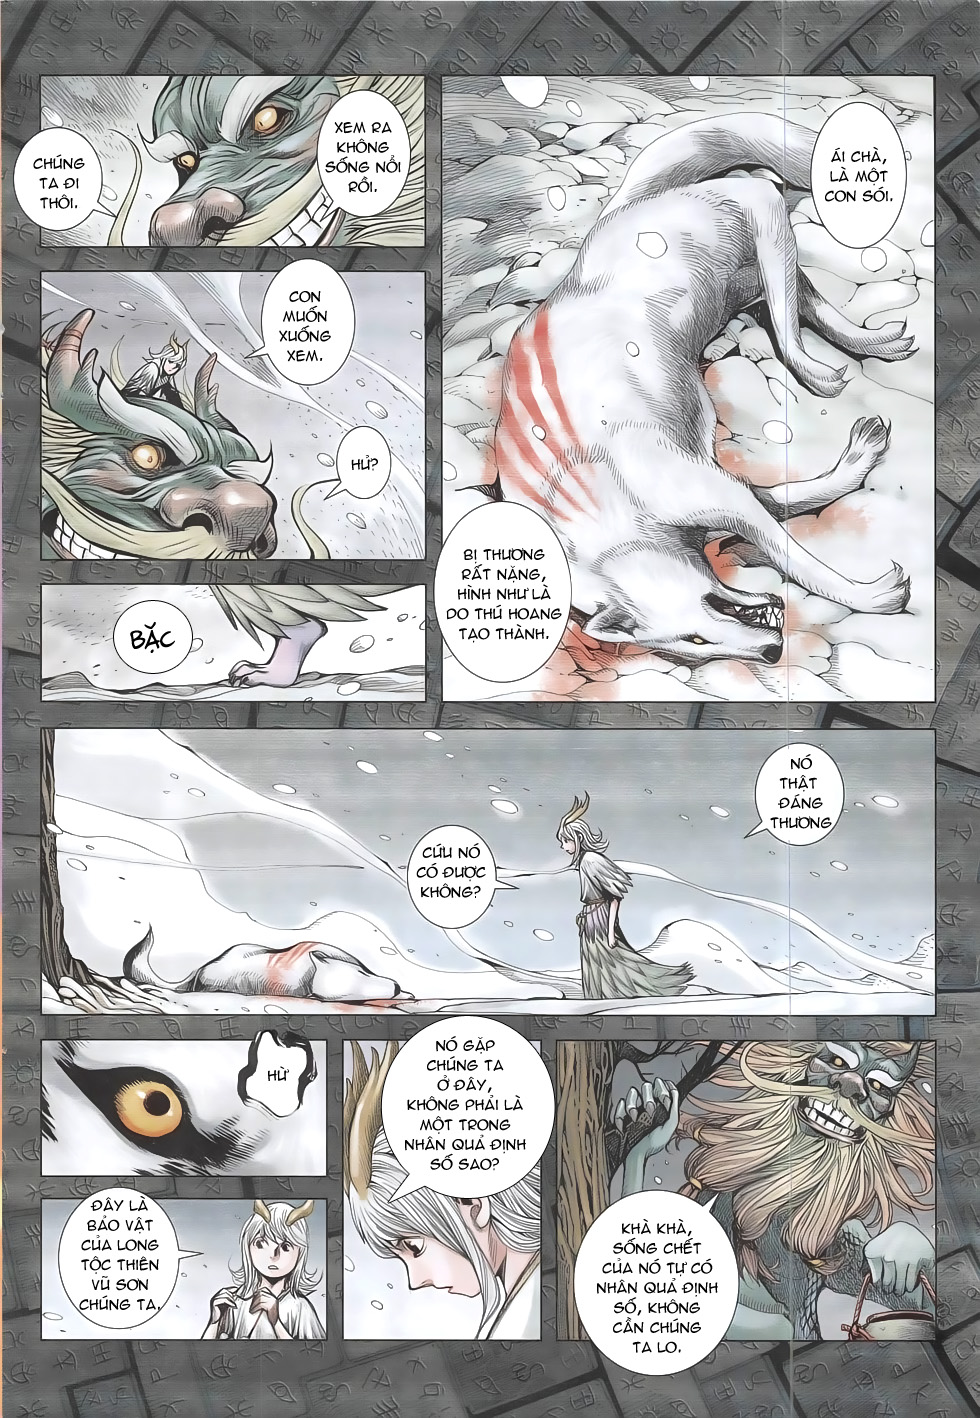 ÁI CHÀ,
LÀ MỘT
CON SÓI.
BỊ THƯƠNG
RẤT NẶNG,
HÌNH NHƯ LÀ
DO THÚ HOANG
TẠO THÀNH.
XEM RA
KHÔNG
SỐNG NỔI
RỒI.
CHÚNG
TA ĐI
THÔI.
CON
MUỐN
XUỐNG
XEM.
HỬ?
BẶC
NÓ
THẬT
ĐÁNG
THƯƠNG
CỨU NÓ
CÓ ĐƯỢC
KHÔNG?
HỪ
NÓ GẶP
CHÚNG TA
Ở ĐÂY,
KHÔNG PHẢI LÀ
MỘT TRONG
NHÂN QUẢ ĐỊNH
SỐ SAO?
KHÀ KHÀ,
SỐNG CHẾT
CỦA NÓ TỰ CÓ
NHÂN QUẢ ĐỊNH
SỐ, KHÔNG
CẦN CHÚNG
TA LO.
ĐÂY LÀ
BẢO VẬT
CỦA LONG
TỘC THIÊN
VŨ SƠN
CHÚNG TA.